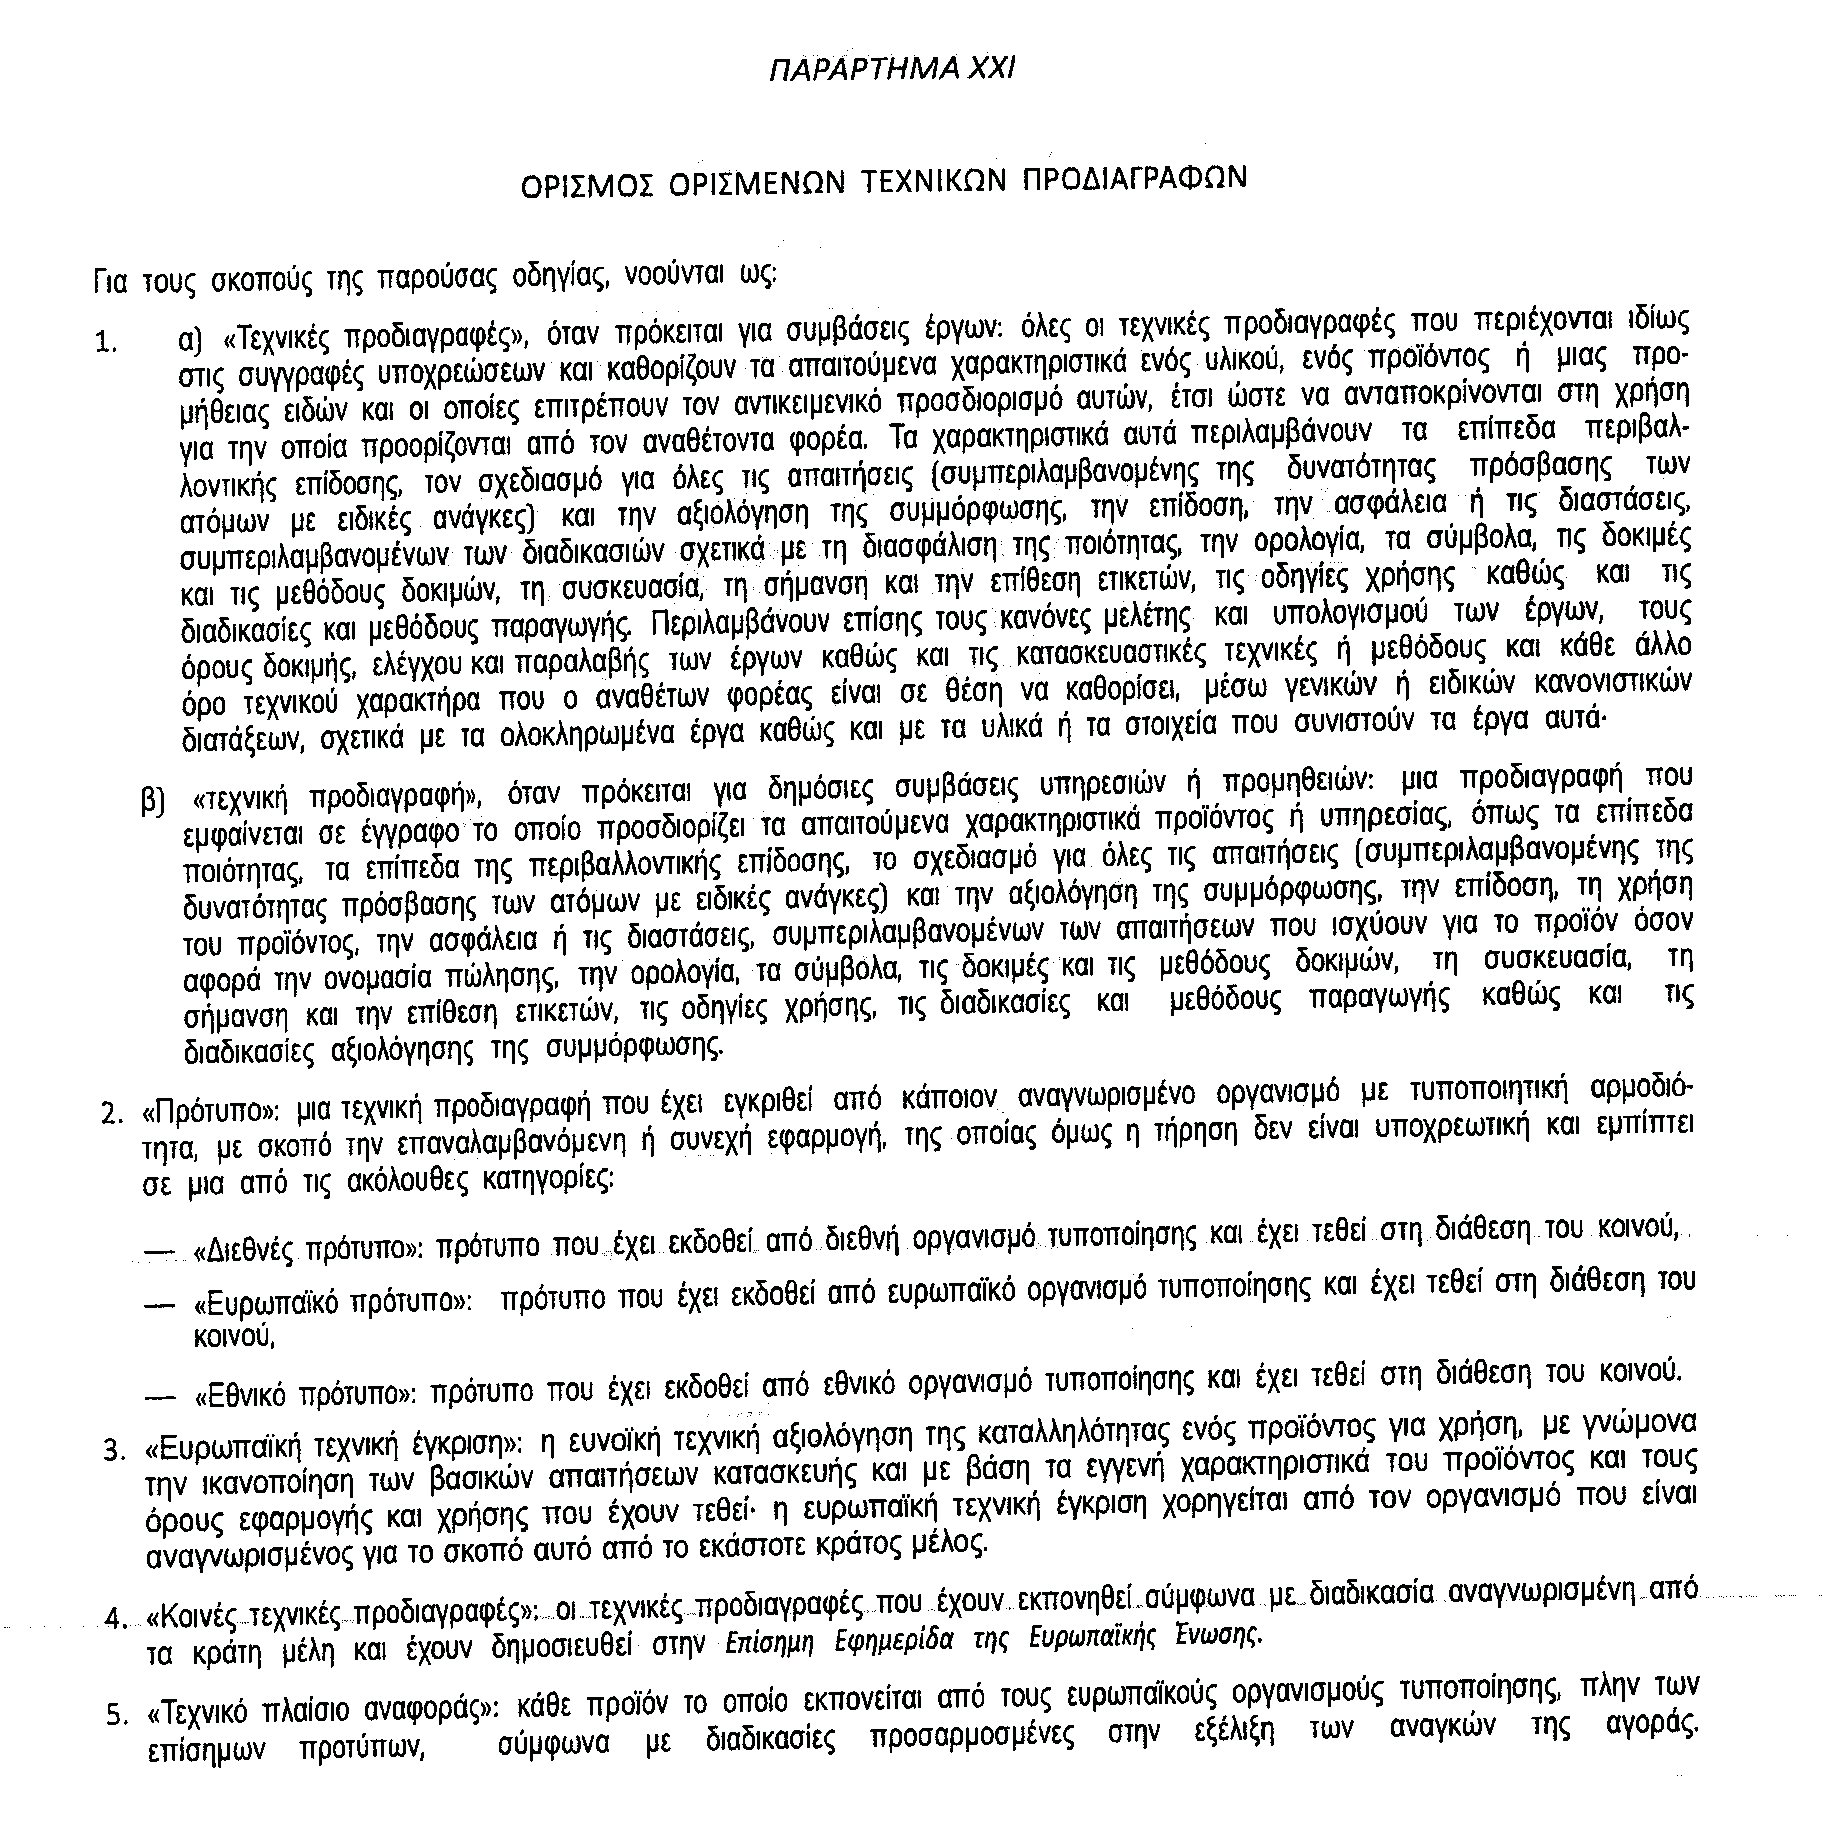 ΠΑΡΑΡΤΗΜΑ XXI
ΟΡΙΣΜΟΣ ΟΡΙΣΜΕΝΩΝ ΤΕΧΝΙΚΩΝ ΠΡΟΔΙΑΓΡΑΦΩΝ
Για τους σκοπούς της παρούσας οδηγίας, νοούνται ως:
1. α) «Τεχνικές προδιαγραφές», όταν πρόκειται για συμβάσεις έργων: όλες οι τεχνικές προδιαγραφές που περιέχονται ιδίως
στις συγγραφές υποχρεώσεων και καθορίζουν τα απαιτούμενα χαρακτηριστικά ενός υλικού, ενός προϊόντος ή μιας προ-
μήθειας ειδών και οι οποίες επιτρέπουν τον αντικειμενικό προσδιορισμό αυτών, έτσι ώστε να ανταποκρίνονται στη χρήση
για την οποία προορίζονται από τον αναθέτοντα φορέα. Τα χαρακτηριστικά αυτά περιλαμβάνουν τα επίπεδα περιβαλ-
λοντικής επίδοσης, τον σχεδιασμό για όλες τις απαιτήσεις (συμπεριλαμβανομένης της δυνατότητας πρόσβασης των
ατόμων με ειδικές ανάγκες) και την αξιολόγηση της συμμόρφωσης, την επίδοση, την ασφάλεια ή τις διαστάσεις,
συμπεριλαμβανομένων των διαδικασιών σχετικά με τη διασφάλιση της ποιότητας, την ορολογία, τα σύμβολα, τις δοκιμές
και τις μεθόδους δοκιμών, τη συσκευασία, τη σήμανση και την επίθεση ετικετών, τις οδηγίες χρήσης καθώς και τις
διαδικασίες και μεθόδους παραγωγής. Περιλαμβάνουν επίσης τους κανόνες μελέτης και υπολογισμού των έργων, τους
όρους δοκιμής, ελέγχου και παραλαβής των έργων καθώς και τις κατασκευαστικές τεχνικές ή μεθόδους και κάθε άλλο
όρο τεχνικού χαρακτήρα που ο αναθέτων φορέας είναι σε θέση να καθορίσει, μέσω γενικών ή ειδικών κανονιστικών
διατάξεων, σχετικά με τα ολοκληρωμένα έργα καθώς και με τα υλικά ή τα στοιχεία που συνιστούν τα έργα αυτά·
β) «τεχνική προδιαγραφή», όταν πρόκειται για δημόσιες συμβάσεις υπηρεσιών ή προμηθειών: μια προδιαγραφή που
εμφαίνεται σε έγγραφο το οποίο προσδιορίζει τα απαιτούμενα χαρακτηριστικά προϊόντος ή υπηρεσίας, όπως τα επίπεδα
ποιότητας, τα επίπεδα της περιβαλλοντικής επίδοσης, το σχεδιασμό για όλες τις απαιτήσεις (συμπεριλαμβανομένης της
δυνατότητας πρόσβασης των ατόμων με ειδικές ανάγκες) και την αξιολόγηση της συμμόρφωσης, την επίδοση, τη χρήση
του προϊόντος, την ασφάλεια ή τις διαστάσεις, συμπεριλαμβανομένων των απαιτήσεων που ισχύουν για το προϊόν όσον
αφορά την ονομασία πώλησης, την ορολογία, τα σύμβολα, τις δοκιμές και τις μεθόδους δοκιμών, τη συσκευασία, τη
σήμανση και την επίθεση ετικετών, τις οδηγίες χρήσης, τις διαδικασίες και μεθόδους παραγωγής καθώς και τις
διαδικασίες αξιολόγησης της συμμόρφωσης.
2. «Πρότυπο»: μια τεχνική προδιαγραφή που έχει εγκριθεί από κάποιον αναγνωρισμένο οργανισμό με τυποποιητική αρμοδιό-
τητα, με σκοπό την επαναλαμβανόμενη ή συνεχή εφαρμογή, της οποίας όμως η τήρηση δεν είναι υποχρεωτική και εμπίπτει
σε μια από τις ακόλουθες κατηγορίες:
— «Διεθνές πρότυπο»: πρότυπο που έχει εκδοθεί από διεθνή οργανισμό τυποποίησης και έχει τεθεί στη διάθεση του κοινού,
— «Ευρωπαϊκό πρότυπο»: πρότυπο που έχει εκδοθεί από ευρωπαϊκό οργανισμό τυποποίησης και έχει τεθεί στη διάθεση του
κοινού,
— «Εθνικό πρότυπο»: πρότυπο που έχει εκδοθεί από εθνικό οργανισμό τυποποίησης και έχει τεθεί στη διάθεση του κοινού.
3. «Ευρωπαϊκή τεχνική έγκριση»: η ευνοϊκή τεχνική αξιολόγηση της καταλληλότητας ενός προϊόντος για χρήση, με γνώμονα
την ικανοποίηση των βασικών απαιτήσεων κατασκευής και με βάση τα εγγενή χαρακτηριστικά του προϊόντος και τους
όρους εφαρμογής και χρήσης που έχουν τεθεί· η ευρωπαϊκή τεχνική έγκριση χορηγείται από τον οργανισμό που είναι
αναγνωρισμένος για το σκοπό αυτό από το εκάστοτε κράτος μέλος.
4. «Κοινές τεχνικές προδιαγραφές»: οι τεχνικές προδιαγραφές που έχουν εκπονηθεί σύμφωνα με διαδικασία αναγνωρισμένη από
τα κράτη μέλη και έχουν δημοσιευθεί στην Επίσημη Εφημερίδα της Ευρωπαϊκής Ένωσης.
5. «Τεχνικό πλαίσιο αναφοράς»: κάθε προϊόν το οποίο εκπονείται από τους ευρωπαϊκούς οργανισμούς τυποποίησης, πλην των
επίσημων προτύπων, σύμφωνα με διαδικασίες προσαρμοσμένες στην εξέλιξη των αναγκών της αγοράς.